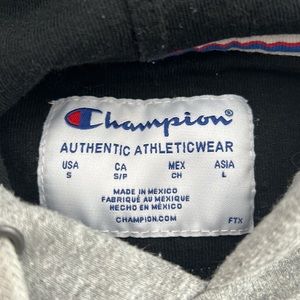 Champion®
AUTHENTIC ATHLETICWEAR
USA CA MEX ASIA
S S/P CH L
MADE IN MEXICO
FABRIQUÉ AU MEXIQUE
HECHO EN MÉXICO
CHAMPION.COM
FTX